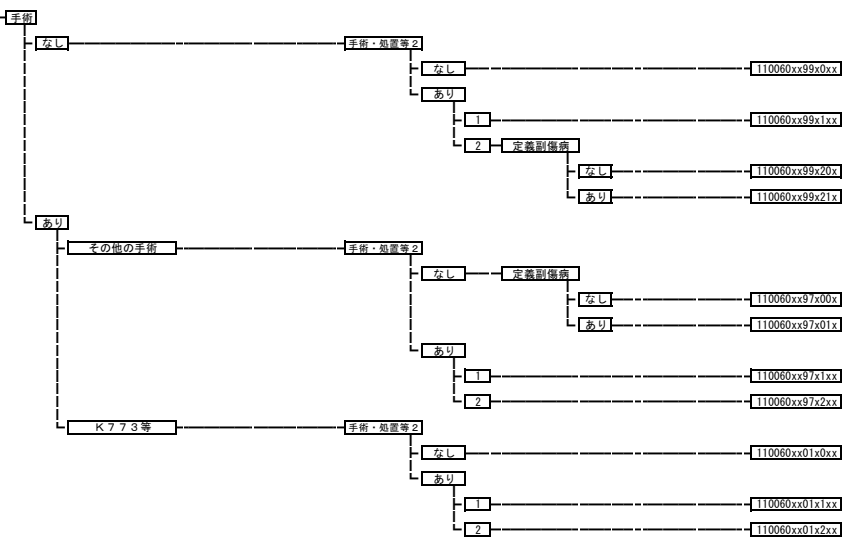 手術
なし
手術・処置等2
なし
110060xx99x0xx
あり
1
110060xx99x1xx
2
定義副傷病
なし
110060xx99x20x
あり
110060xx99x21x
あり
その他の手術
手術・処置等2
なし
定義副傷病
なし
110060xx97x00x
あり
110060xx97x01x
あり
1
110060xx97x1xx
2
110060xx97x2xx
K773等
手術・処置等2
なし
110060xx01x0xx
あり
1
110060xx01x1xx
2
110060xx01x2xx